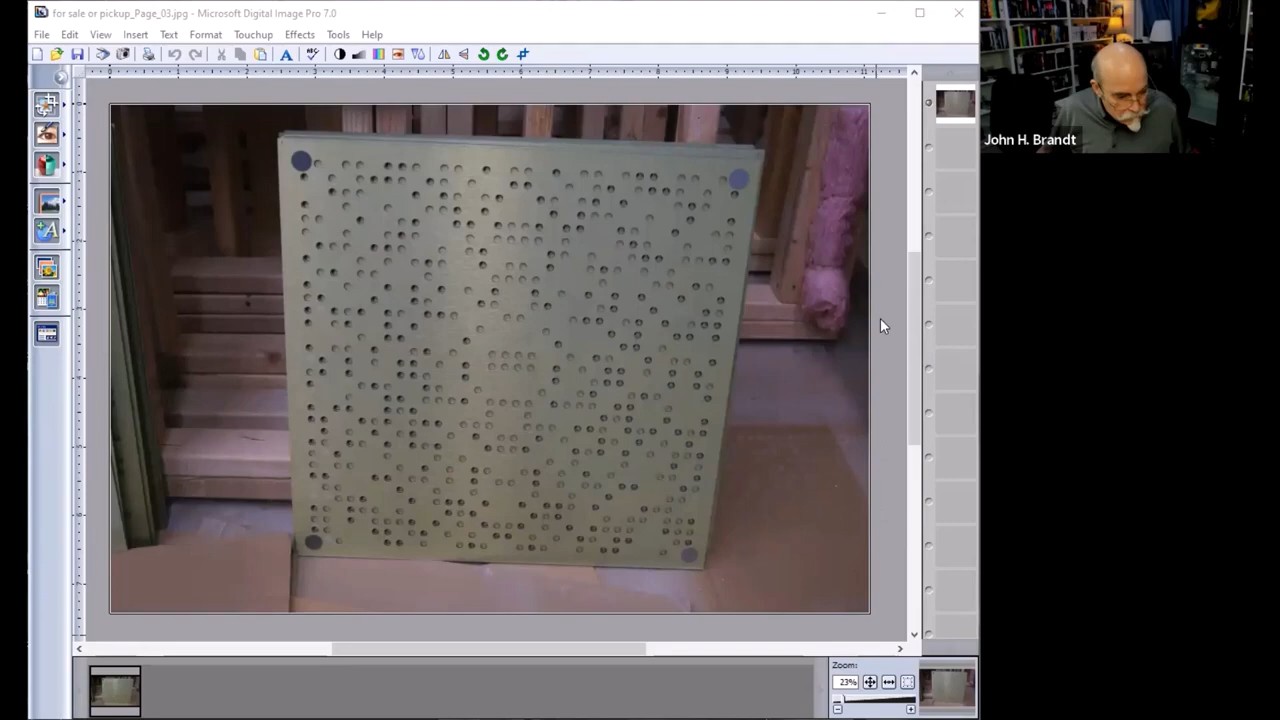 for sale or pickup_Page_03.jpg - Microsoft Digital Image Pro 7.0
File Edit View Insert Text Format Touchup Effects Tools Help
John H. Brandt
Zoom:
23%